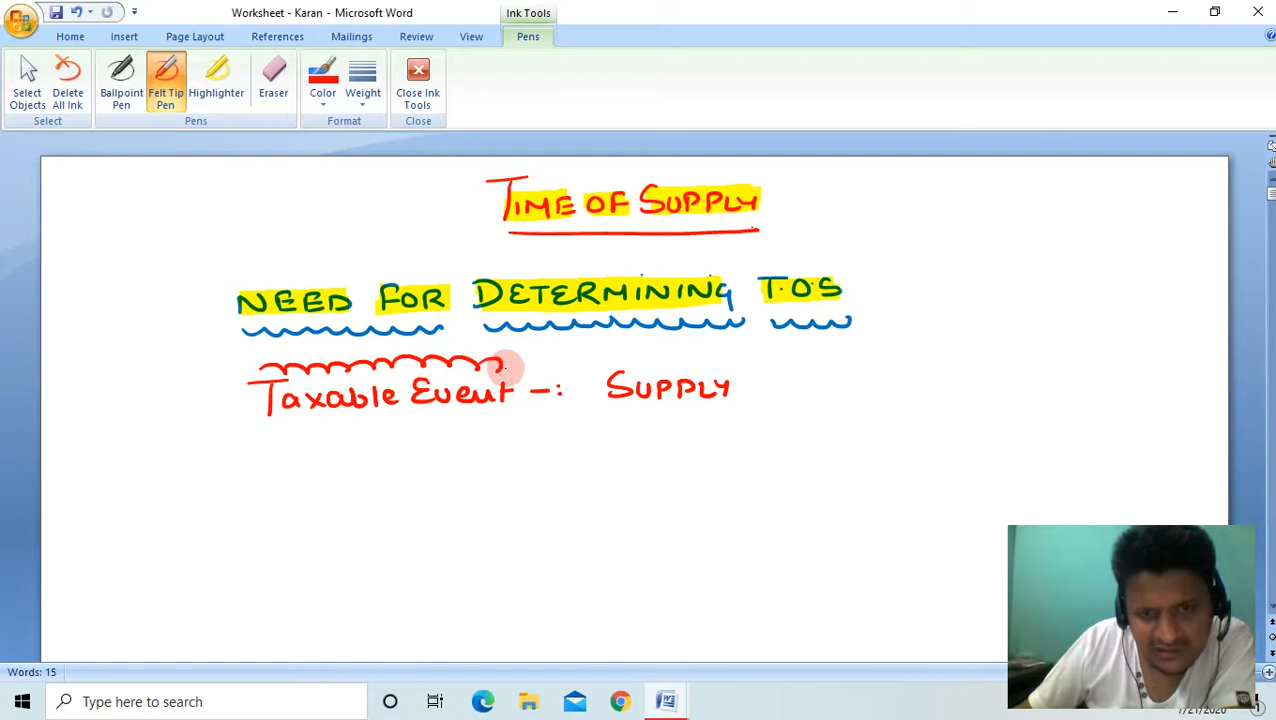 Worksheet - Karan - Microsoft Word
Ink Tools
Home Insert Page Layout References Mailings Review View Pens
Select Objects
Delete All Ink
Ballpoint Pen
Felt Tip Pen
Highlighter
Eraser
Color
Weight
Close Ink Tools
Select Pens Format Close
TIME OF SUPPLY
NEED FOR DETERMINING T.O.S
Taxable Event -: SUPPLY
Words: 15
Type here to search